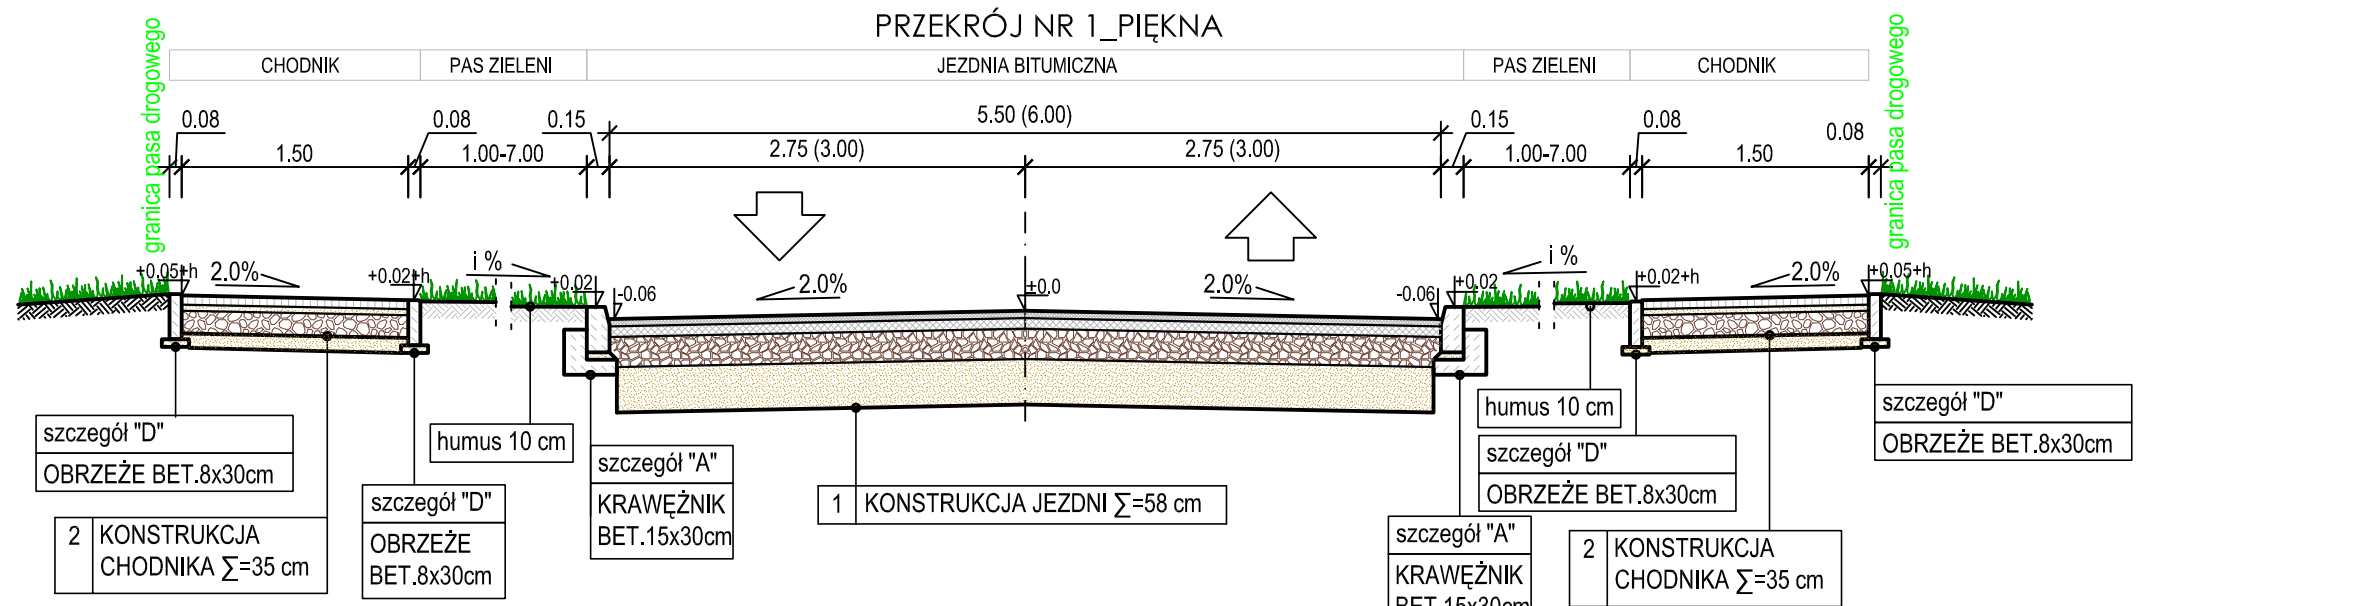 PRZEKRÓJ NR 1_PIĘKNA
granica pasa drogowego
CHODNIK
PAS ZIELENI
JEZDNIA BITUMICZNA
PAS ZIELENI
CHODNIK
granica pasa drogowego
5.50 (6.00)
0.08
0.08
0.15
0.15
0.08
0.08
1.50
1.00-7.00
2.75 (3.00)
2.75 (3.00)
1.00-7.00
1.50
+0.05+h
2.0%
+0.02+h
i %
+0.02
-0.06
2.0%
±0.0
2.0%
-0.06
+0.02
i %
+0.02+h
2.0%
+0.05+h
szczegół "D"
OBRZEŻE BET.8x30cm
humus 10 cm
szczegół "A"
KRAWĘŻNIK
BET.15x30cm
humus 10 cm
szczegół "D"
OBRZEŻE BET.8x30cm
szczegół "D"
OBRZEŻE BET.8x30cm
2 KONSTRUKCJA
CHODNIKA ∑=35 cm
szczegół "D"
OBRZEŻE
BET.8x30cm
1 KONSTRUKCJA JEZDNI ∑=58 cm
szczegół "A"
KRAWĘŻNIK
BET.15x30cm
2 KONSTRUKCJA
CHODNIKA ∑=35 cm